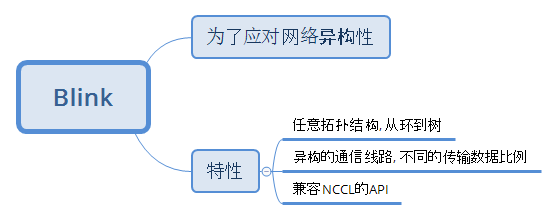 Blink
为了应对网络异构性
特性
任意拓扑结构,从环到树
异构的通信线路,不同的传输数据比例
兼容NCCL的API